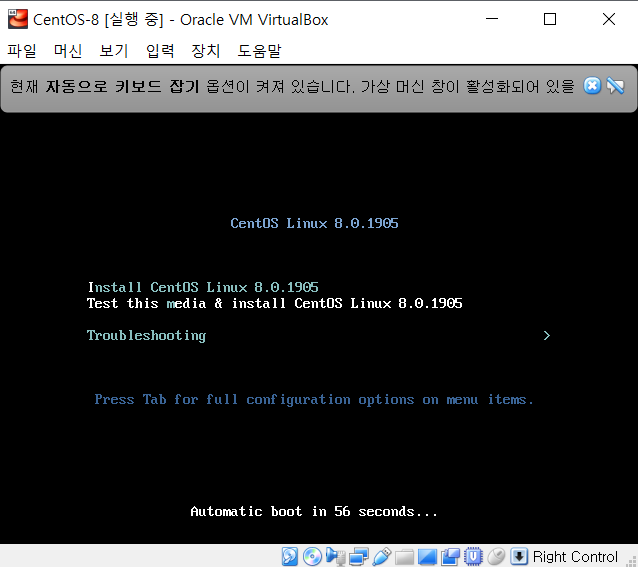 CentOS-8 [실행 중] - Oracle VM VirtualBox
파일 머신 보기 입력 장치 도움말
현재 자동으로 키보드 잡기 옵션이 켜져 있습니다. 가상 머신 창이 활성화되어 있을
CentOS Linux 8.0.1905
Install CentOS Linux 8.0.1905
Test this media & install CentOS Linux 8.0.1905
Troubleshooting >
Press Tab for full configuration options on menu items.
Automatic boot in 56 seconds...
Right Control